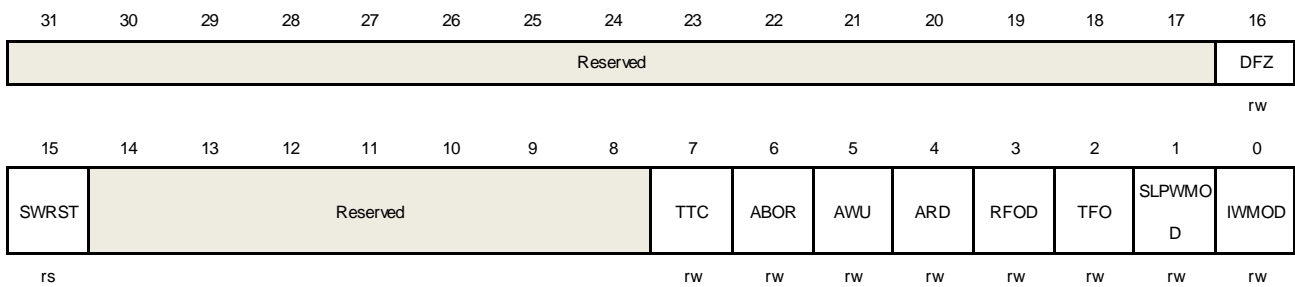 31 30 29 28 27 26 25 24 23 22 21 20 19 18 17 16
Reserved DFZ
rw
15 14 13 12 11 10 9 8 7 6 5 4 3 2 1 0
SWRST Reserved TTC ABOR AWU ARD RFOD TFO SLPWMO IWMOD
D
rs rw rw rw rw rw rw rw rw